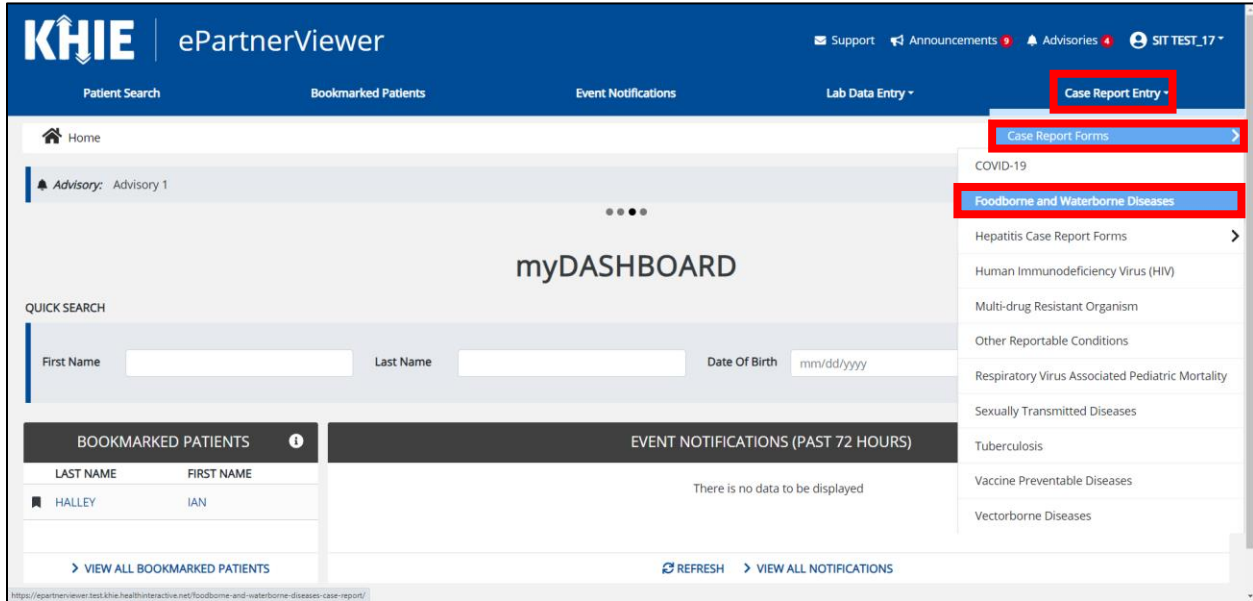 KHIE ePartnerViewer Support Announcements 9 Advisories 4 SIT TEST_17
Patient Search Bookmarked Patients Event Notifications Lab Data Entry Case Report Entry
Home
Case Report Forms
Advisory: Advisory 1
COVID-19
Foodborne and Waterborne Diseases
Hepatitis Case Report Forms
Human Immunodeficiency Virus (HIV)
Multi-drug Resistant Organism
Other Reportable Conditions
Respiratory Virus Associated Pediatric Mortality
Sexually Transmitted Diseases
Tuberculosis
Vaccine Preventable Diseases
Vectorborne Diseases
myDASHBOARD
QUICK SEARCH
First Name Last Name Date Of Birth mm/dd/yyyy
BOOKMARKED PATIENTS
LAST NAME FIRST NAME
HALLEY IAN
VIEW ALL BOOKMARKED PATIENTS
EVENT NOTIFICATIONS (PAST 72 HOURS)
There is no data to be displayed
REFRESH VIEW ALL NOTIFICATIONS
https://epartnerviewer.test.khie.healthinteractive.net/foodborne-and-waterborne-diseases-case-report/